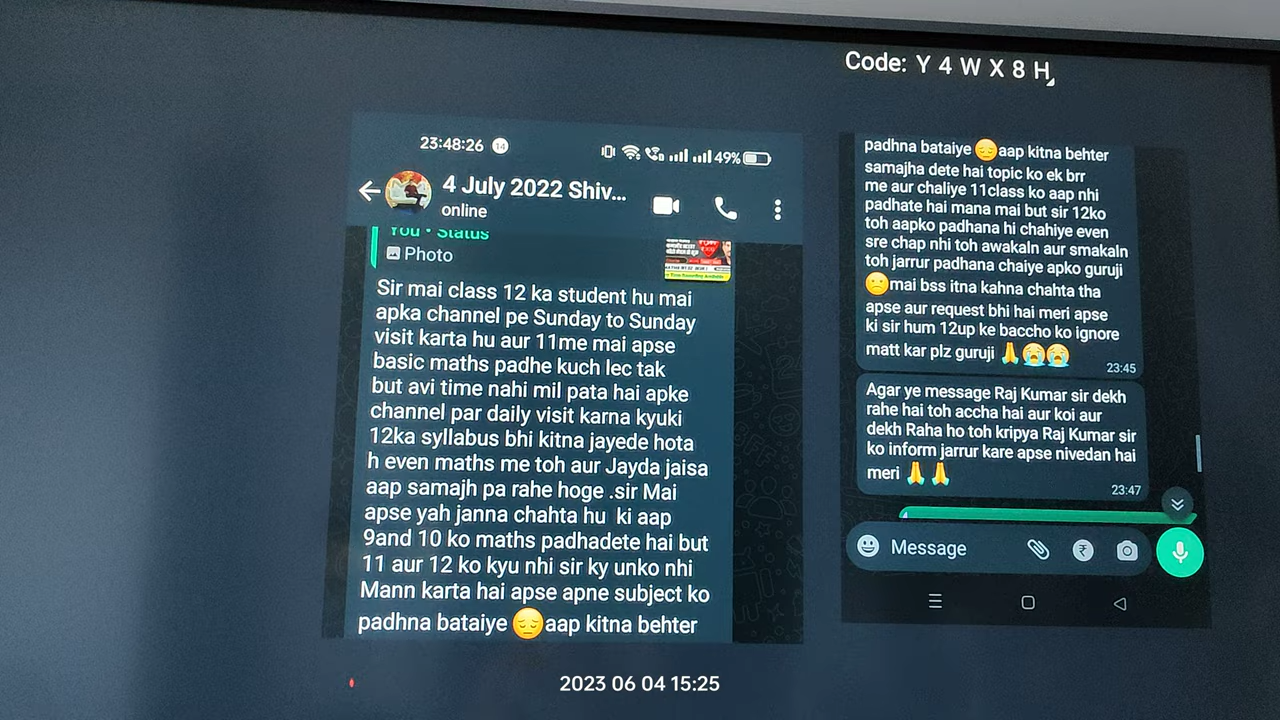 Code: Y 4 W X 8 H
23:48:26 14
49%
4 July 2022 Shiv...
online
You • Status
Photo
Sir mai class 12 ka student hu mai
apka channel pe Sunday to Sunday
visit karta hu aur 11me mai apse
basic maths padhe kuch lec tak
but avi time nahi mil pata hai apke
channel par daily visit karna kyuki
12ka syllabus bhi kitna jayede hota
h even maths me toh aur Jayda jaisa
aap samajh pa rahe hoge .sir Mai
apse yah janna chahta hu ki aap
9and 10 ko maths padhadete hai but
11 aur 12 ko kyu nhi sir ky unko nhi
Mann karta hai apse apne subject ko
padhna bataiye 😔aap kitna behter
padhna bataiye 😔aap kitna behter
samajha dete hai topic ko ek brr
me aur chaliye 11class ko aap nhi
padhate hai mana mai but sir 12ko
toh aapko padhana hi chahiye even
sre chap nhi toh awakaln aur smakaln
toh jarrur padhana chaiye apko guruji
🙁mai bss itna kahna chahta tha
apse aur request bhi hai meri apse
ki sir hum 12up ke baccho ko ignore
matt kar plz guruji 🙏😭😭
23:45
Agar ye message Raj Kumar sir dekh
rahe hai toh accha hai aur koi aur
dekh Raha ho toh kripya Raj Kumar sir
ko inform jarrur kare apse nivedan hai
meri 🙏🙏
23:47
Message
2023 06 04 15:25